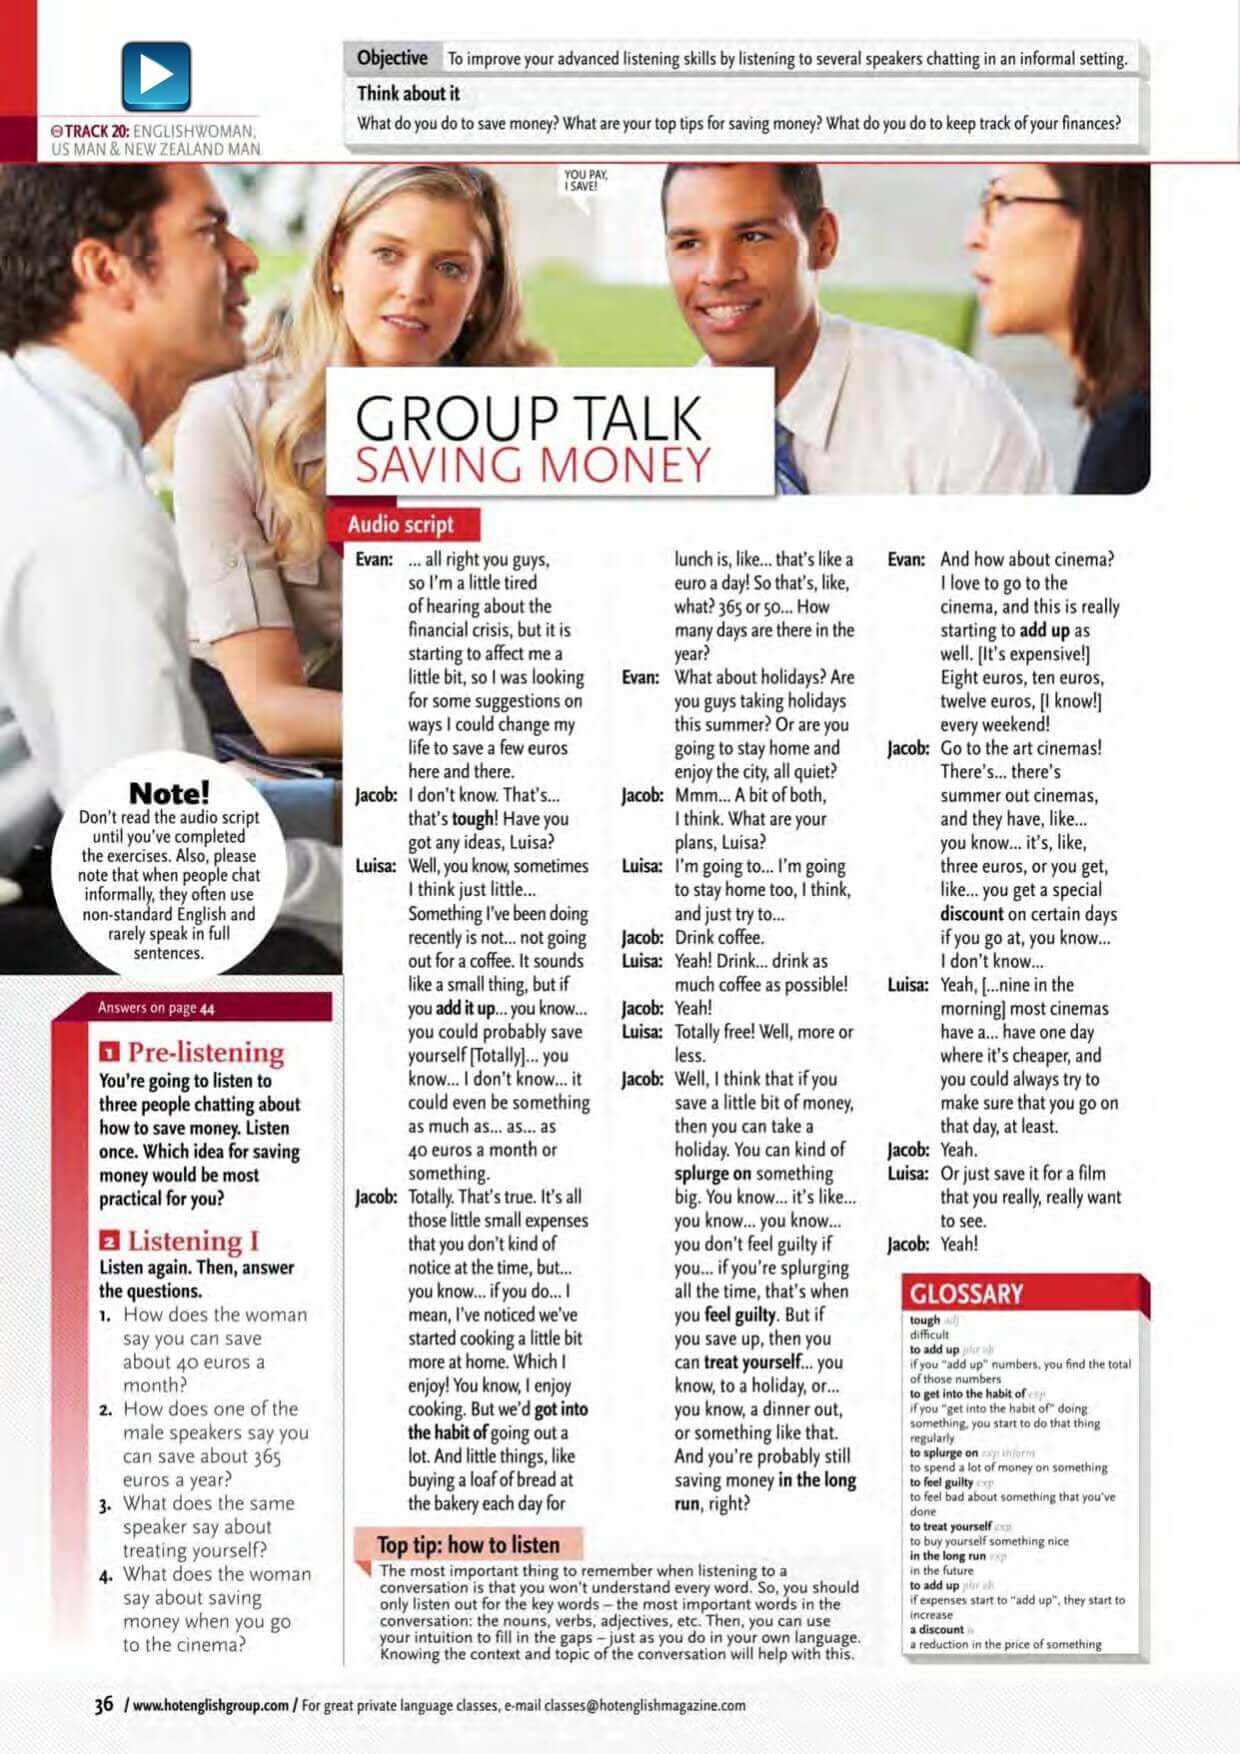 Objective To improve your advanced listening skills by listening to several speakers chatting in an informal setting.
Think about it
What do you do to save money? What are your top tips for saving money? What do you do to keep track of your finances?
TRACK 20: ENGLISHWOMAN,
US MAN & NEW ZEALAND MAN
YOU PAY,
I SAVE!
GROUP TALK
SAVING MONEY
Note!
Don't read the audio script
until you've completed
the exercises. Also, please
note that when people chat
informally, they often use
non-standard English and
rarely speak in full
sentences.
Answers on page 44
1 Pre-listening
You're going to listen to
three people chatting about
how to save money. Listen
once. Which idea for saving
money would be most
practical for you?
2 Listening I
Listen again. Then, answer
the questions.
1. How does the woman
say you can save
about 40 euros a
month?
2. How does one of the
male speakers say you
can save about 365
euros a year?
3. What does the same
speaker say about
treating yourself?
4. What does the woman
say about saving
money when you go
to the cinema?
Audio script
Evan: ... all right you guys,
so I'm a little tired
of hearing about the
financial crisis, but it is
starting to affect me a
little bit, so I was looking
for some suggestions on
ways I could change my
life to save a few euros
here and there.
Jacob: I don't know. That's...
that's tough! Have you
got any ideas, Luisa?
Luisa: Well, you know, sometimes
I think just little...
Something I've been doing
recently is not... not going
out for a coffee. It sounds
like a small thing, but if
you add it up... you know...
you could probably save
yourself [Totally]... you
know... I don't know... it
could even be something
as much as... as... as
40 euros a month or
something.
Jacob: Totally. That's true. It's all
those little small expenses
that you don't kind of
notice at the time, but...
you know... if you do... I
mean, I've noticed we've
started cooking a little bit
more at home. Which I
enjoy! You know, I enjoy
cooking. But we'd got into
the habit of going out a
lot. And little things, like
buying a loaf of bread at
the bakery each day for
lunch is, like... that's like a
euro a day! So that's, like,
what? 365 or 50... How
many days are there in the
year?
Evan: What about holidays? Are
you guys taking holidays
this summer? Or are you
going to stay home and
enjoy the city, all quiet?
Jacob: Mmm... A bit of both,
I think. What are your
plans, Luisa?
Luisa: I'm going to... I'm going
to stay home too, I think,
and just try to...
Jacob: Drink coffee.
Luisa: Yeah! Drink... drink as
much coffee as possible!
Jacob: Yeah!
Luisa: Totally free! Well, more or
less.
Jacob: Well, I think that if you
save a little bit of money,
then you can take a
holiday. You can kind of
splurge on something
big. You know... it's like...
you know... you know...
you don't feel guilty if
you... if you're splurging
all the time, that's when
you feel guilty. But if
you save up, then you
can treat yourself... you
know, to a holiday, or...
you know, a dinner out,
or something like that.
And you're probably still
saving money in the long
run, right?
Evan: And how about cinema?
I love to go to the
cinema, and this is really
starting to add up as
well. [It's expensive!]
Eight euros, ten euros,
twelve euros, [I know!]
every weekend!
Jacob: Go to the art cinemas!
There's... there's
summer out cinemas,
and they have, like...
you know... it's, like,
three euros, or you get,
like... you get a special
discount on certain days
if you go at, you know...
I don't know...
Luisa: Yeah, [...nine in the
morning] most cinemas
have a... have one day
where it's cheaper, and
you could always try to
make sure that you go on
that day, at least.
Jacob: Yeah.
Luisa: Or just save it for a film
that you really, really want
to see.
Jacob: Yeah!
GLOSSARY
tough adj
difficult
to add up phr vb
if you "add up" numbers, you find the total
of those numbers
to get into the habit of exp
if you "get into the habit of" doing
something, you start to do that thing
regularly
to splurge on exp inform
to spend a lot of money on something
to feel guilty exp
to feel bad about something that you've
done
to treat yourself exp
to buy yourself something nice
in the long run exp
in the future
to add up phr vb
if expenses start to "add up", they start to
increase
a discount n
a reduction in the price of something
Top tip: how to listen
The most important thing to remember when listening to a
conversation is that you won't understand every word. So, you should
only listen out for the key words – the most important words in the
conversation: the nouns, verbs, adjectives, etc. Then, you can use
your intuition to fill in the gaps – just as you do in your own language.
Knowing the context and topic of the conversation will help with this.
36 / www.hotenglishgroup.com / For great private language classes, e-mail classes@hotenglishmagazine.com